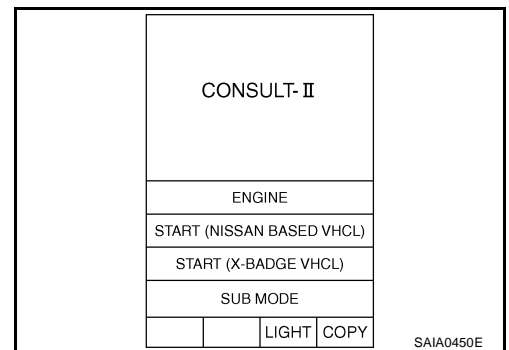 CONSULT-Ⅱ
ENGINE
START (NISSAN BASED VHCL)
START (X-BADGE VHCL)
SUB MODE
LIGHT COPY
SAIA0450E